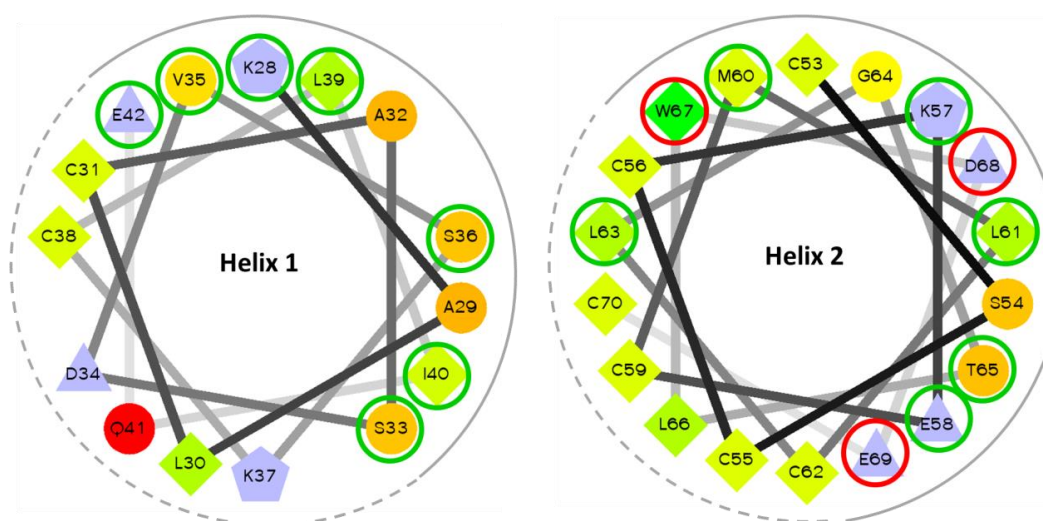 K28
V35
L39
E42
A32
C31
C38
S36
Helix 1
A29
D34
I40
Q41
S33
L30
K37
C53
M60
G64
W67
K57
C56
D68
L63
L61
Helix 2
C70
S54
C59
T65
L66
E58
C55
E69
C62